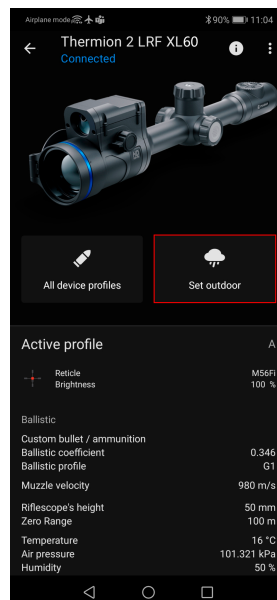 Airplane mode 90% 11:04
Thermion 2 LRF XL60
Connected
All device profiles
Set outdoor
Active profile A
Reticle M56Fi
Brightness 100 %
Ballistic
Custom bullet / ammunition
Ballistic coefficient 0.346
Ballistic profile G1
Muzzle velocity 980 m/s
Riflescope's height 50 mm
Zero Range 100 m
Temperature 16 °C
Air pressure 101.321 kPa
Humidity 50 %